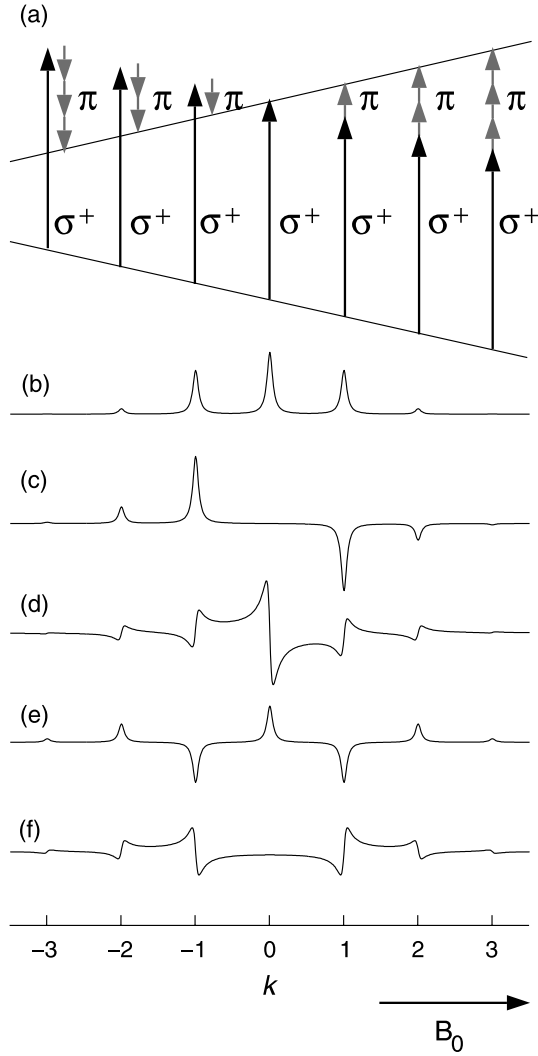 (a)
π π π π π π
σ⁺ σ⁺ σ⁺ σ⁺ σ⁺ σ⁺ σ⁺
(b)
(c)
(d)
(e)
(f)
−3 −2 −1 0 1 2 3
k
B₀